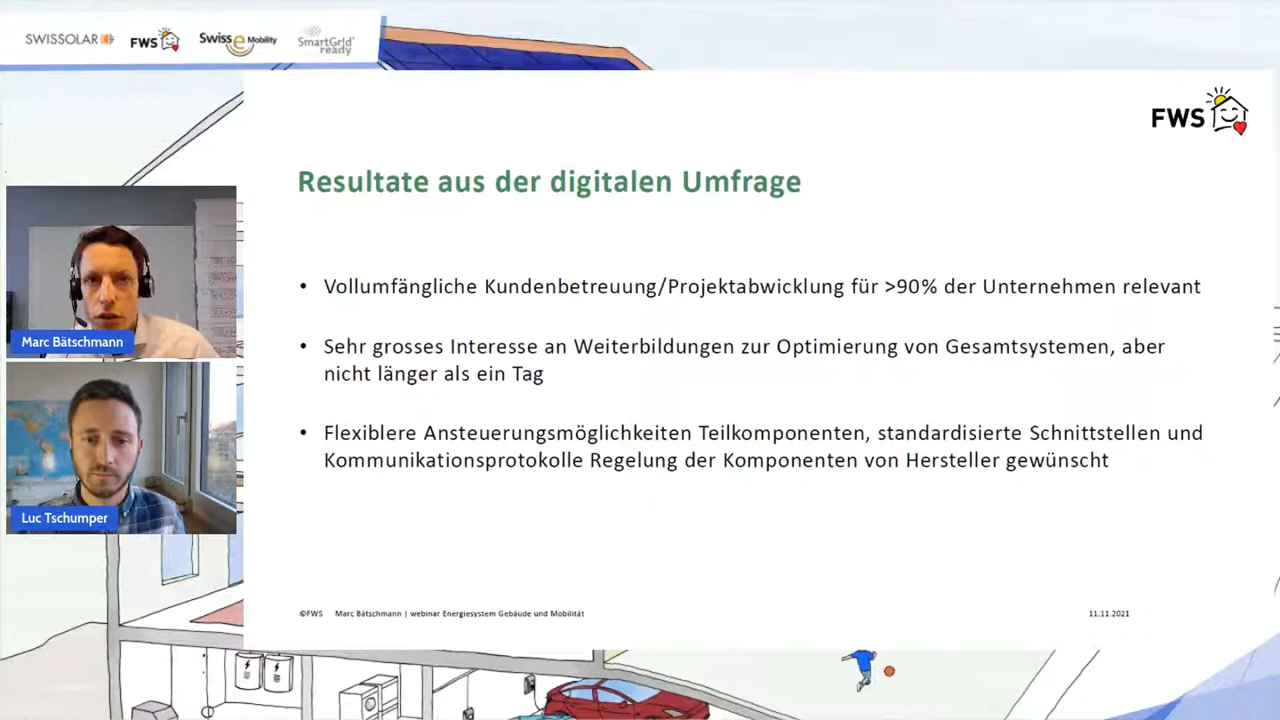 SWISSOLAR
FWS
Swiss eMobility
SmartGrid ready
FWS
Resultate aus der digitalen Umfrage
• Vollumfängliche Kundenbetreuung/Projektabwicklung für >90% der Unternehmen relevant
• Sehr grosses Interesse an Weiterbildungen zur Optimierung von Gesamtsystemen, aber
nicht länger als ein Tag
• Flexiblere Ansteuerungsmöglichkeiten Teilkomponenten, standardisierte Schnittstellen und
Kommunikationsprotokolle Regelung der Komponenten von Hersteller gewünscht
Marc Bätschmann
Luc Tschumper
©FWS Marc Bätschmann | webinar Energiesystem Gebäude und Mobilität 11.11.2021